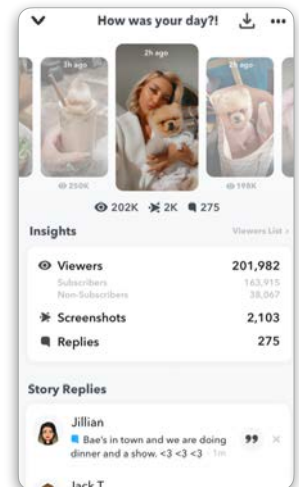 How was your day?!
3h ago
2h ago
2h ago
250K
198K
202K 2K 275
Insights
Viewers List >
Viewers 201,982
Subscribers 163,915
Non-Subscribers 38,067
Screenshots 2,103
Replies 275
Story Replies
Jillian
Bae's in town and we are doing
dinner and a show. <3 <3 <3 · 1m
Jack T